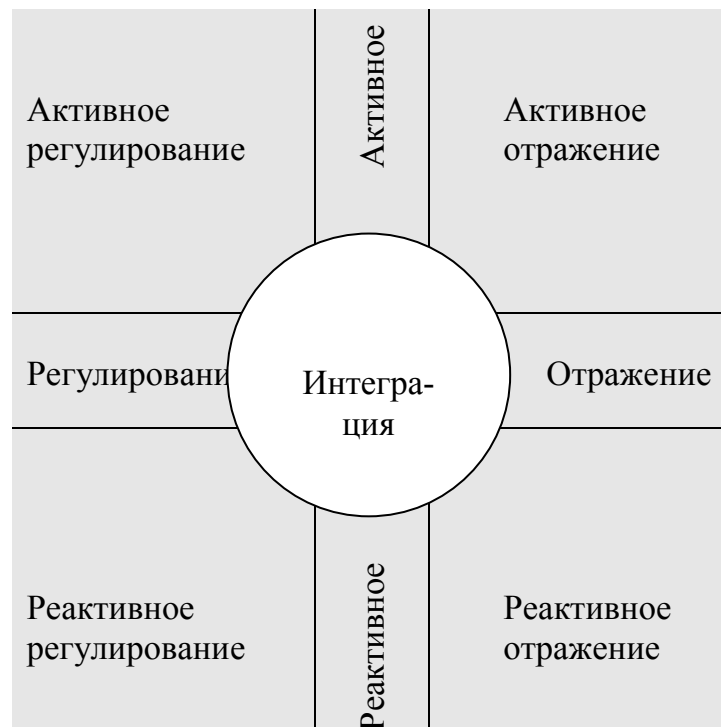 Активное
регулирование
Активное
Активное
отражение
Регулировани
Интегра-
ция
Отражение
Реактивное
регулирование
Реактивное
Реактивное
отражение